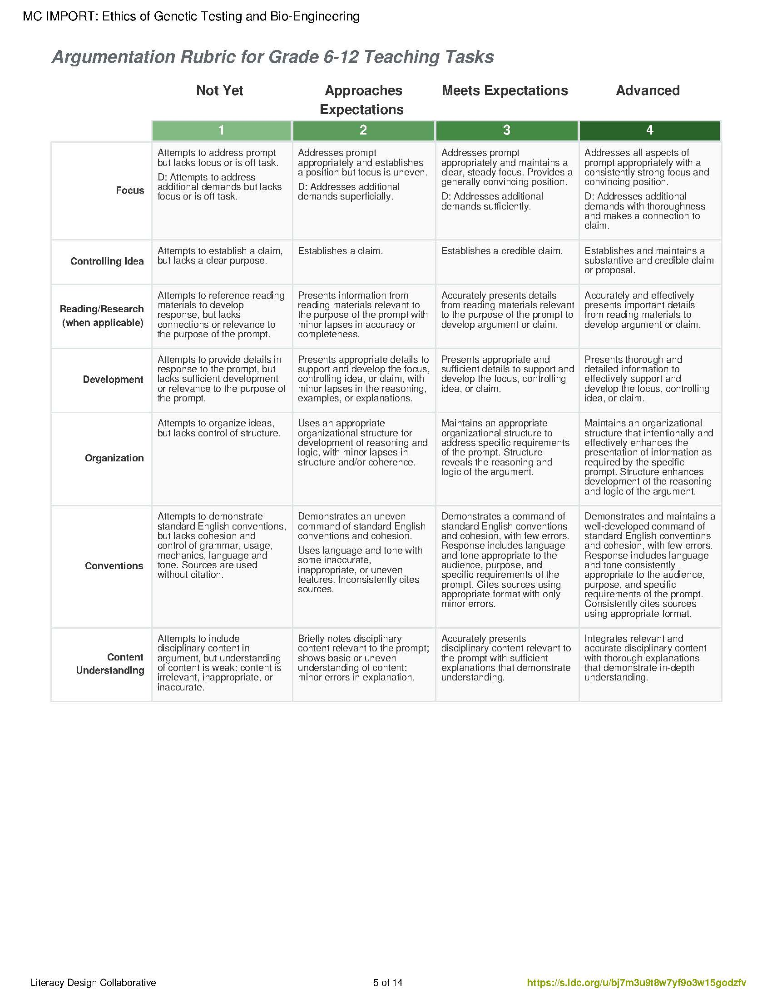 MC IMPORT: Ethics of Genetic Testing and Bio-Engineering
Argumentation Rubric for Grade 6-12 Teaching Tasks
Not Yet
Approaches
Expectations
Meets Expectations
Advanced
1
2
3
4
Focus
Attempts to address prompt
but lacks focus or is off task.
D: Attempts to address
additional demands but lacks
focus or is off task.
Addresses prompt
appropriately and establishes
a position but focus is uneven.
D: Addresses additional
demands superficially.
Addresses prompt
appropriately and maintains a
clear, steady focus. Provides a
generally convincing position.
D: Addresses additional
demands sufficiently.
Addresses all aspects of
prompt appropriately with a
consistently strong focus and
convincing position.
D: Addresses additional
demands with thoroughness
and makes a connection to
claim.
Controlling Idea
Attempts to establish a claim,
but lacks a clear purpose.
Establishes a claim.
Establishes a credible claim.
Establishes and maintains a
substantive and credible claim
or proposal.
Reading/Research
(when applicable)
Attempts to reference reading
materials to develop
response, but lacks
connections or relevance to
the purpose of the prompt.
Presents information from
reading materials relevant to
the purpose of the prompt with
minor lapses in accuracy or
completeness.
Accurately presents details
from reading materials relevant
to the purpose of the prompt to
develop argument or claim.
Accurately and effectively
presents important details
from reading materials to
develop argument or claim.
Development
Attempts to provide details in
response to the prompt, but
lacks sufficient development
or relevance to the purpose of
the prompt.
Presents appropriate details to
support and develop the focus,
controlling idea, or claim, with
minor lapses in the reasoning,
examples, or explanations.
Presents appropriate and
sufficient details to support and
develop the focus, controlling
idea, or claim.
Presents thorough and
detailed information to
effectively support and
develop the focus, controlling
idea, or claim.
Organization
Attempts to organize ideas,
but lacks control of structure.
Uses an appropriate
organizational structure for
development of reasoning and
logic, with minor lapses in
structure and/or coherence.
Maintains an appropriate
organizational structure to
address specific requirements
of the prompt. Structure
reveals the reasoning and
logic of the argument.
Maintains an organizational
structure that intentionally and
effectively enhances the
presentation of information as
required by the specific
prompt. Structure enhances
development of the reasoning
and logic of the argument.
Conventions
Attempts to demonstrate
standard English conventions,
but lacks cohesion and
control of grammar, usage,
mechanics, language and
tone. Sources are used
without citation.
Demonstrates an uneven
command of standard English
conventions and cohesion.
Uses language and tone with
some inaccurate,
inappropriate, or uneven
features. Inconsistently cites
sources.
Demonstrates a command of
standard English conventions
and cohesion, with few errors.
Response includes language
and tone appropriate to the
audience, purpose, and
specific requirements of the
prompt. Cites sources using
appropriate format with only
minor errors.
Demonstrates and maintains a
well-developed command of
standard English conventions
and cohesion, with few errors.
Response includes language
and tone consistently
appropriate to the audience,
purpose, and specific
requirements of the prompt.
Consistently cites sources
using appropriate format.
Content
Understanding
Attempts to include
disciplinary content in
argument, but understanding
of content is weak; content is
irrelevant, inappropriate, or
inaccurate.
Briefly notes disciplinary
content relevant to the prompt;
shows basic or uneven
understanding of content;
minor errors in explanation.
Accurately presents
disciplinary content relevant to
the prompt with sufficient
explanations that demonstrate
understanding.
Integrates relevant and
accurate disciplinary content
with thorough explanations
that demonstrate in-depth
understanding.
Literacy Design Collaborative
5 of 14
https://s.ldc.org/u/bj7m3u9t8w7yf9o3w15godzfv